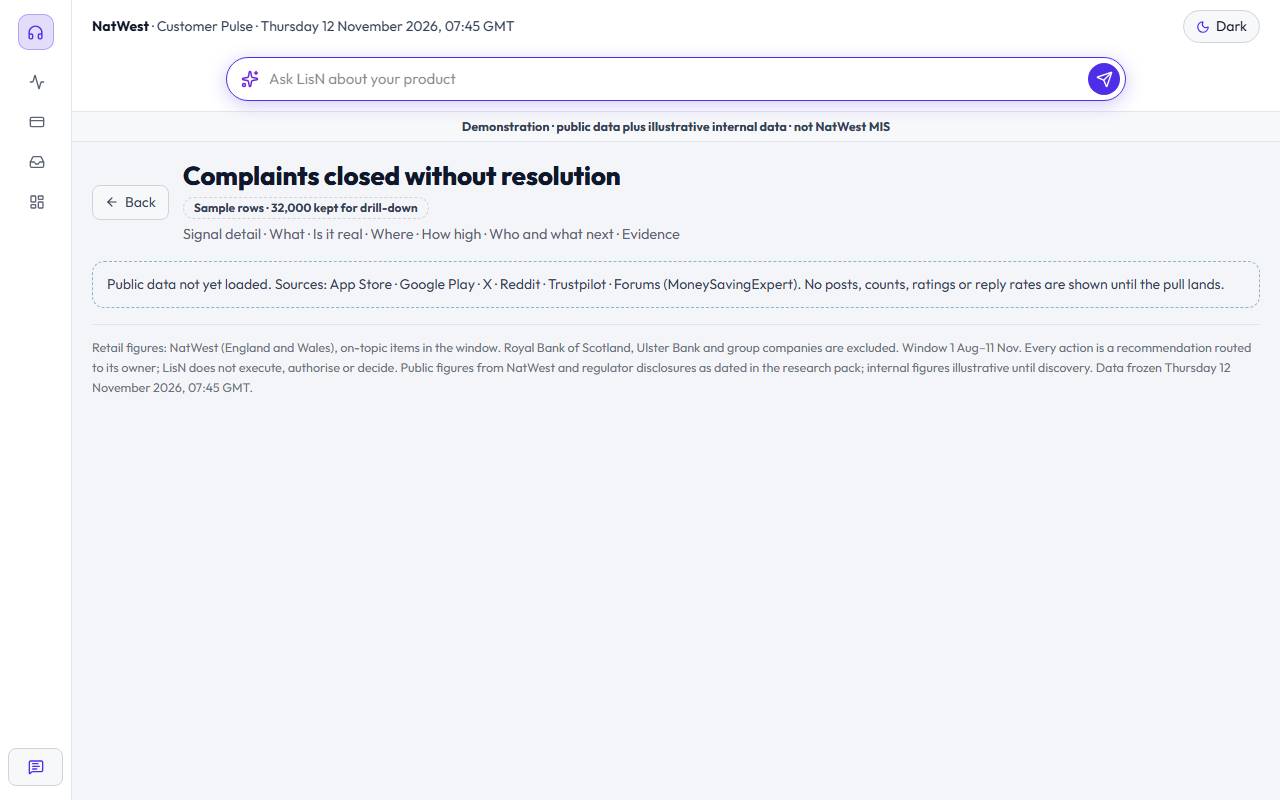 NatWest · Customer Pulse · Thursday 12 November 2026, 07:45 GMT
Dark
Ask LisN about your product
Demonstration · public data plus illustrative internal data · not NatWest MIS
Back
Complaints closed without resolution
Sample rows · 32,000 kept for drill-down
Signal detail · What · Is it real · Where · How high · Who and what next · Evidence
Public data not yet loaded. Sources: App Store · Google Play · X · Reddit · Trustpilot · Forums (MoneySavingExpert). No posts, counts, ratings or reply rates are shown until the pull lands.
Retail figures: NatWest (England and Wales), on-topic items in the window. Royal Bank of Scotland, Ulster Bank and group companies are excluded. Window 1 Aug–11 Nov. Every action is a recommendation routed
to its owner; LisN does not execute, authorise or decide. Public figures from NatWest and regulator disclosures as dated in the research pack; internal figures illustrative until discovery. Data frozen Thursday 12
November 2026, 07:45 GMT.